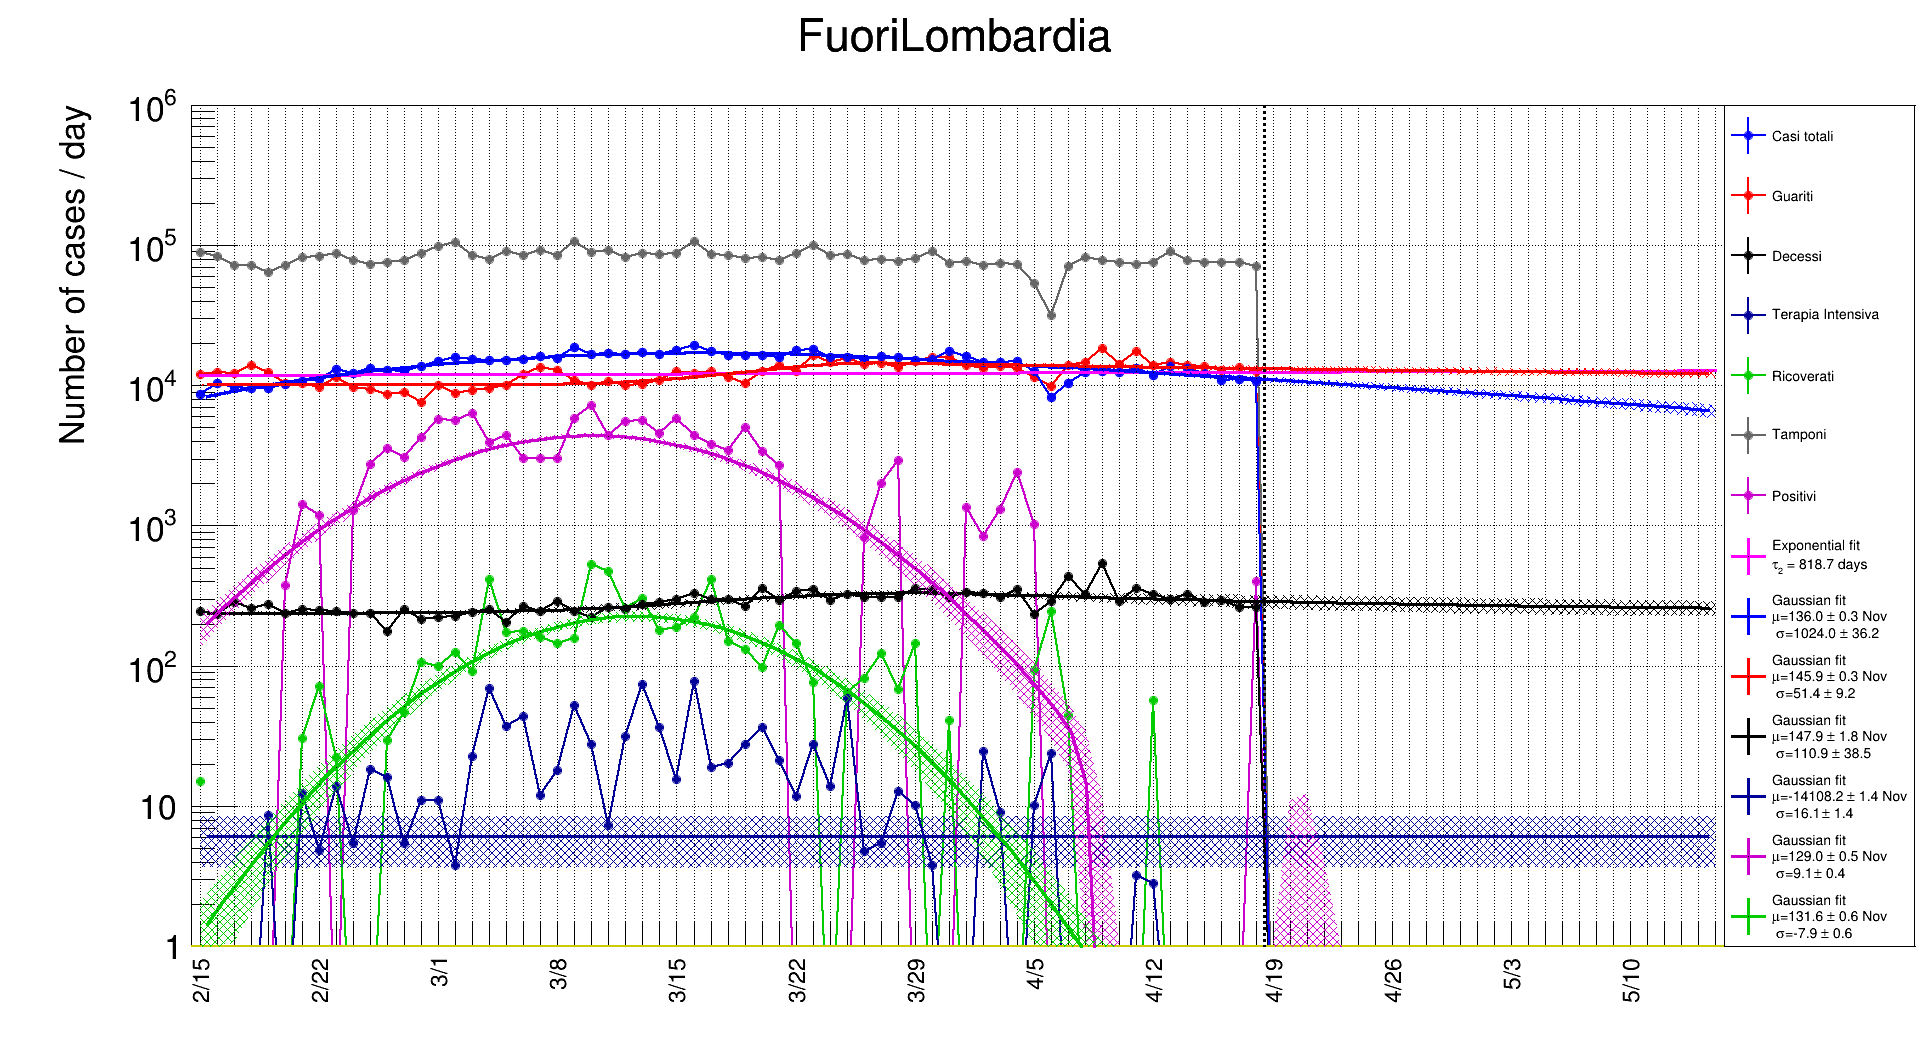 FuoriLombardia
Number of cases / day
10^6
10^5
10^4
10^3
10^2
10
1
2/15
2/22
3/1
3/8
3/15
3/22
3/29
4/5
4/12
4/19
4/26
5/3
5/10
Casi totali
Guariti
Decessi
Terapia Intensiva
Ricoverati
Tamponi
Positivi
Exponential fit
τ₂ = 818.7 days
Gaussian fit
μ=136.0 ± 0.3 Nov
σ=1024.0 ± 36.2
Gaussian fit
μ=145.9 ± 0.3 Nov
σ=51.4 ± 9.2
Gaussian fit
μ=147.9 ± 1.8 Nov
σ=110.9 ± 38.5
Gaussian fit
μ=-14108.2 ± 1.4 Nov
σ=16.1 ± 1.4
Gaussian fit
μ=129.0 ± 0.5 Nov
σ=9.1 ± 0.4
Gaussian fit
μ=131.6 ± 0.6 Nov
σ=-7.9 ± 0.6